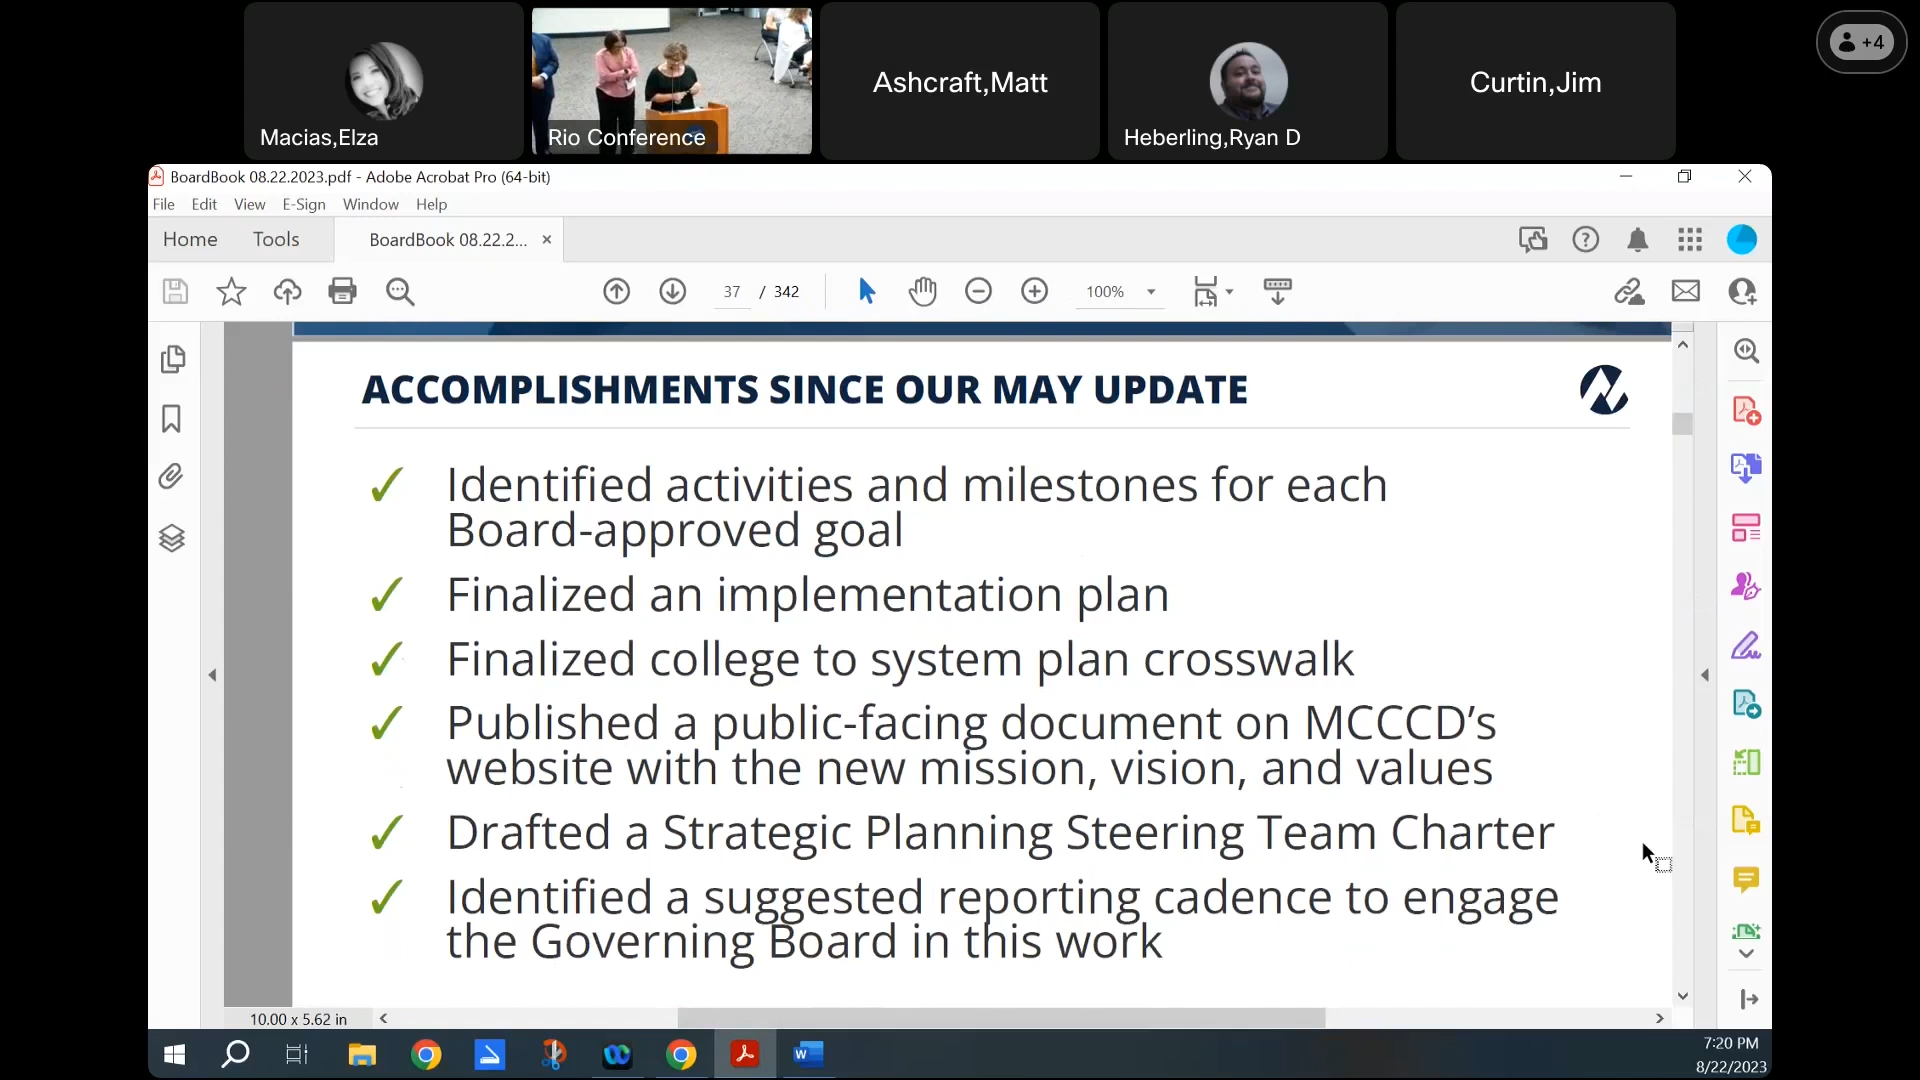 Macias,Elza
Rio Conference
Ashcraft,Matt
Heberling,Ryan D
Curtin,Jim
+4
BoardBook 08.22.2023.pdf - Adobe Acrobat Pro (64-bit)
File Edit View E-Sign Window Help
Home Tools BoardBook 08.22.2... ×
37 / 342 100%
ACCOMPLISHMENTS SINCE OUR MAY UPDATE
✓ Identified activities and milestones for each
Board-approved goal
✓ Finalized an implementation plan
✓ Finalized college to system plan crosswalk
✓ Published a public-facing document on MCCCD’s
website with the new mission, vision, and values
✓ Drafted a Strategic Planning Steering Team Charter
✓ Identified a suggested reporting cadence to engage
the Governing Board in this work
10.00 x 5.62 in
7:20 PM
8/22/2023